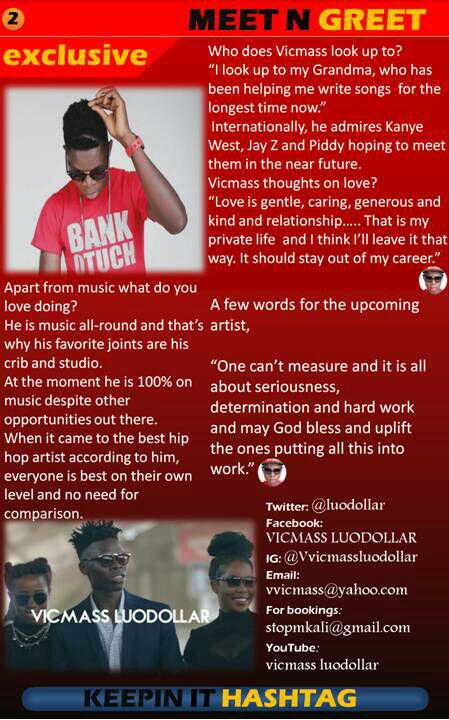 2
MEET N GREET
exclusive
BANK
OTUCH
Apart from music what do you
love doing?
He is music all-round and that’s
why his favorite joints are his
crib and studio.
At the moment he is 100% on
music despite other
opportunities out there.
When it came to the best hip
hop artist according to him,
everyone is best on their own
level and no need for
comparison.
VICMASS LUODOLLAR
Who does Vicmass look up to?
“I look up to my Grandma, who has
been helping me write songs for the
longest time now.”
Internationally, he admires Kanye
West, Jay Z and Piddy hoping to meet
them in the near future.
Vicmass thoughts on love?
“Love is gentle, caring, generous and
kind and relationship….. That is my
private life and I think I’ll leave it that
way. It should stay out of my career.”
A few words for the upcoming
artist,
“One can’t measure and it is all
about seriousness,
determination and hard work
and may God bless and uplift
the ones putting all this into
work.”
Twitter: @luodollar
Facebook:
VICMASS LUODOLLAR
IG: @Vvicmassluodollar
Email:
vvicmass@yahoo.com
For bookings:
stopmkali@gmail.com
YouTube:
vicmass luodollar
KEEPIN IT HASHTAG